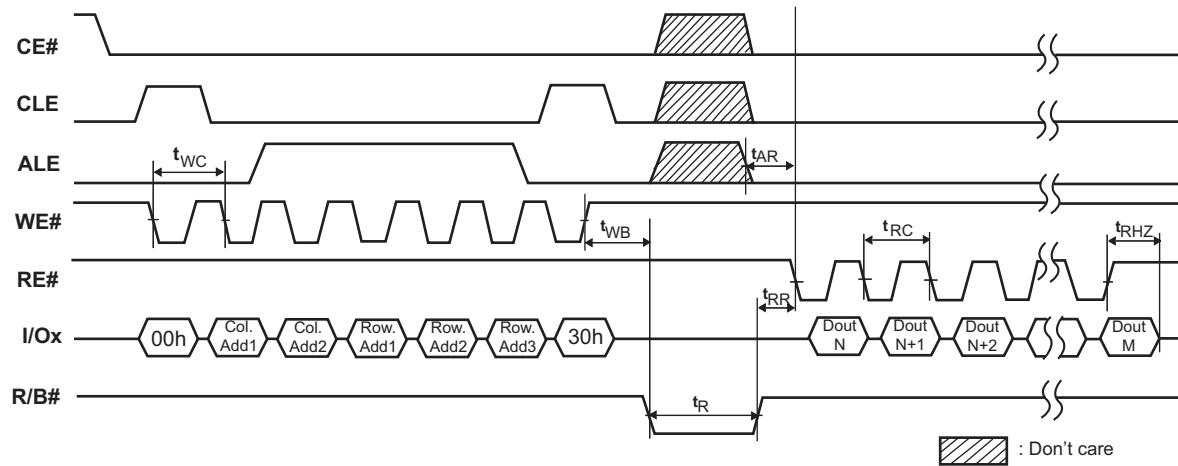 CE#
CLE
ALE
tWC
tAR
WE#
tWB
tRC
tRHZ
RE#
tRR
I/Ox
00h
Col. Add1
Col. Add2
Row. Add1
Row. Add2
Row. Add3
30h
Dout N
Dout N+1
Dout N+2
Dout M
R/B#
tR
: Don't care